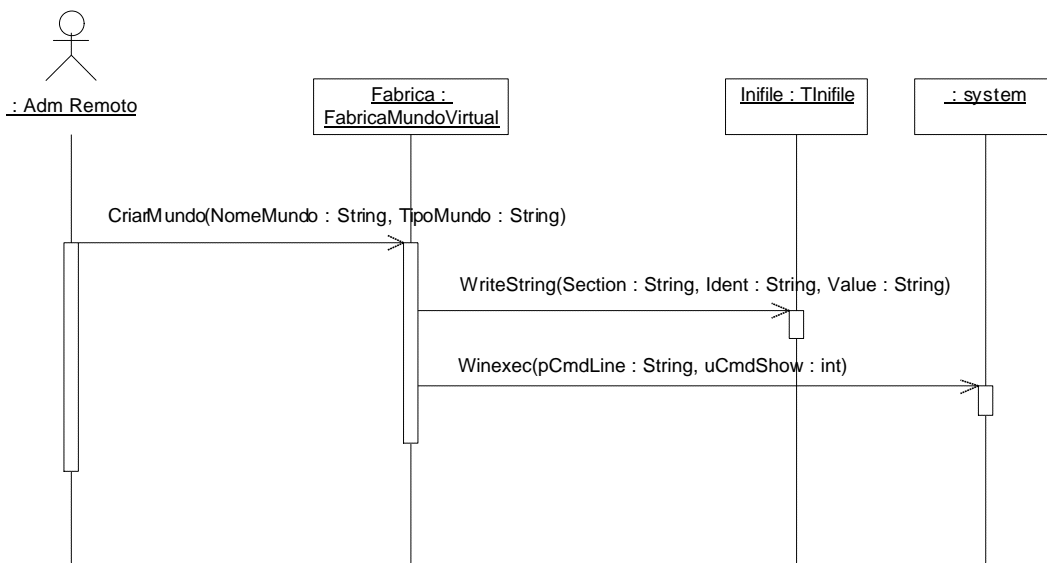 : Adm Remoto
Fabrica :
FabricaMundoVirtual
Inifile : TInifile
: system
CriarMundo(NomeMundo : String, TipoMundo : String)
WriteString(Section : String, Ident : String, Value : String)
Winexec(pCmdLine : String, uCmdShow : int)